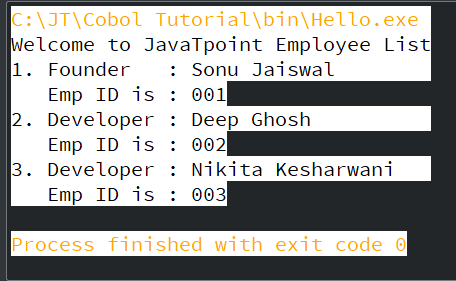 C:\JT\Cobol Tutorial\bin\Hello.exe
Welcome to JavaTpoint Employee List
1. Founder   : Sonu Jaiswal
   Emp ID is : 001
2. Developer : Deep Ghosh
   Emp ID is : 002
3. Developer : Nikita Kesharwani
   Emp ID is : 003

Process finished with exit code 0